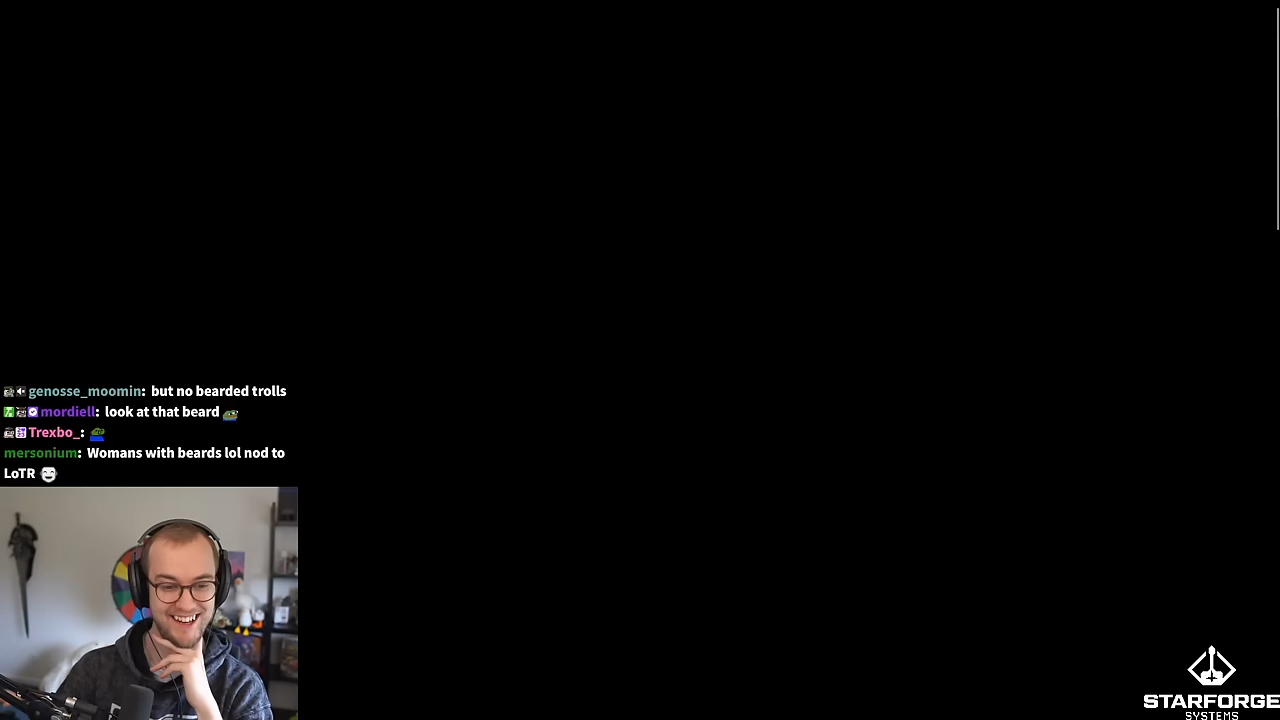 genosse_moomin: but no bearded trolls
mordiell: look at that beard
Trexbo_:
mersonium: Womans with beards lol nod to
LoTR
STARFORGE
SYSTEMS